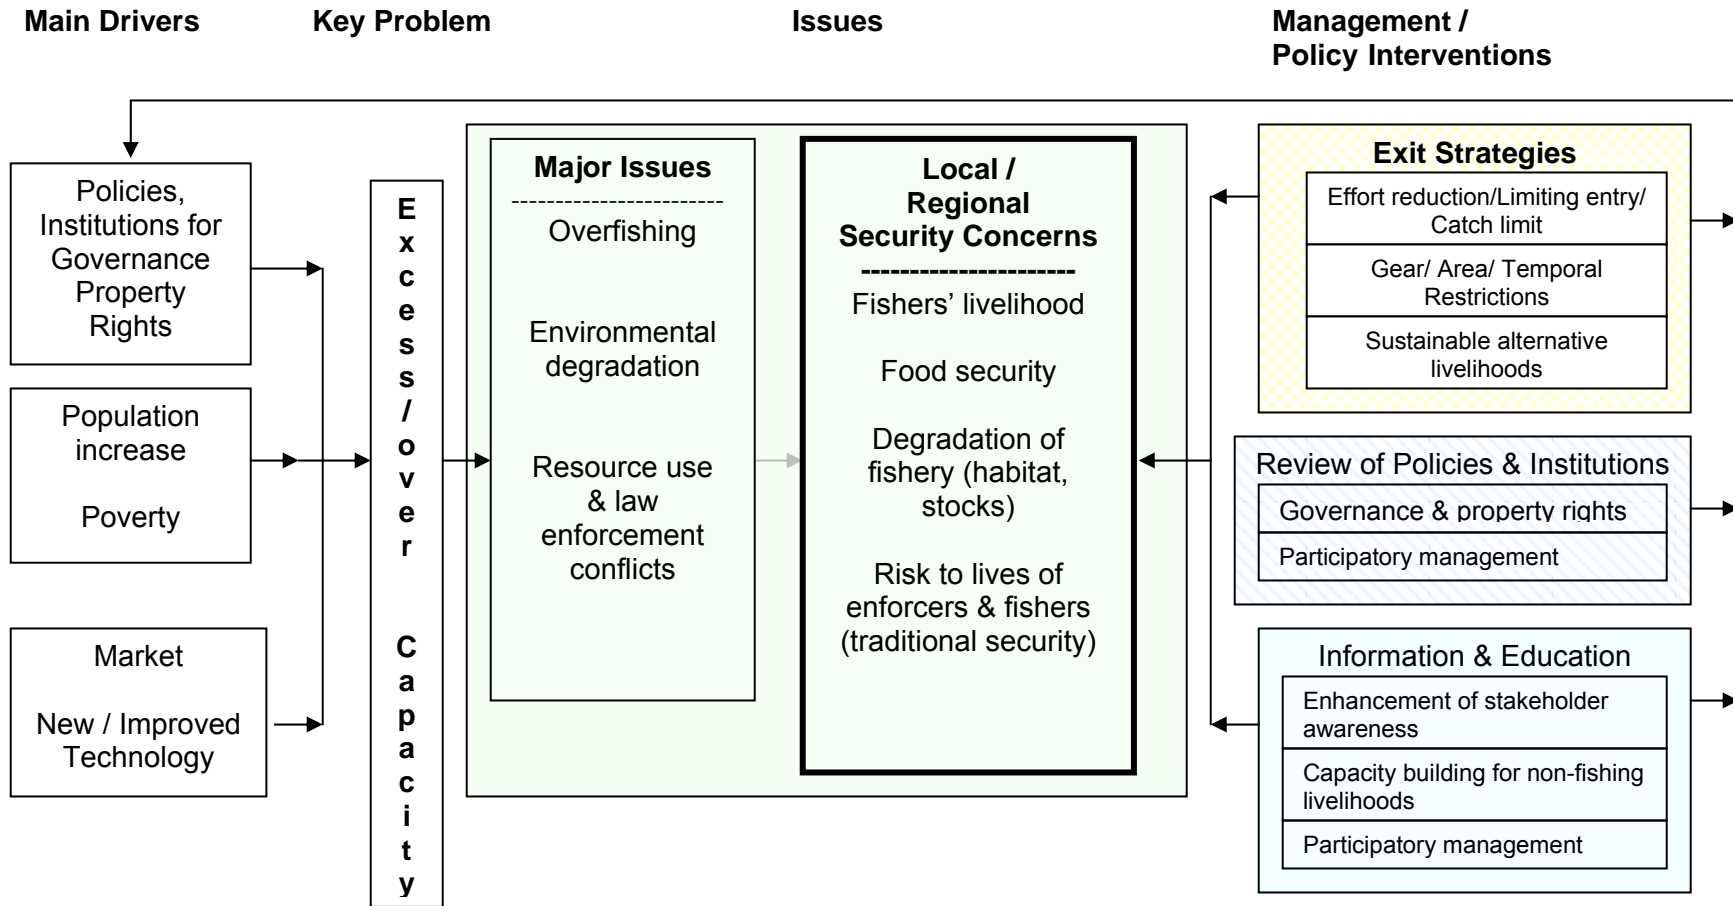 Main Drivers
Key Problem
Issues
Management /
Policy Interventions
Policies,
Institutions for
Governance
Property
Rights
Population
increase
Poverty
Market
New / Improved
Technology
Excess/over Capacity
Major Issues
Overfishing
Environmental
degradation
Resource use
& law
enforcement
conflicts
Local /
Regional
Security Concerns
Fishers’ livelihood
Food security
Degradation of
fishery (habitat,
stocks)
Risk to lives of
enforcers & fishers
(traditional security)
Exit Strategies
Effort reduction/Limiting entry/
Catch limit
Gear/ Area/ Temporal
Restrictions
Sustainable alternative
livelihoods
Review of Policies & Institutions
Governance & property rights
Participatory management
Information & Education
Enhancement of stakeholder
awareness
Capacity building for non-fishing
livelihoods
Participatory management